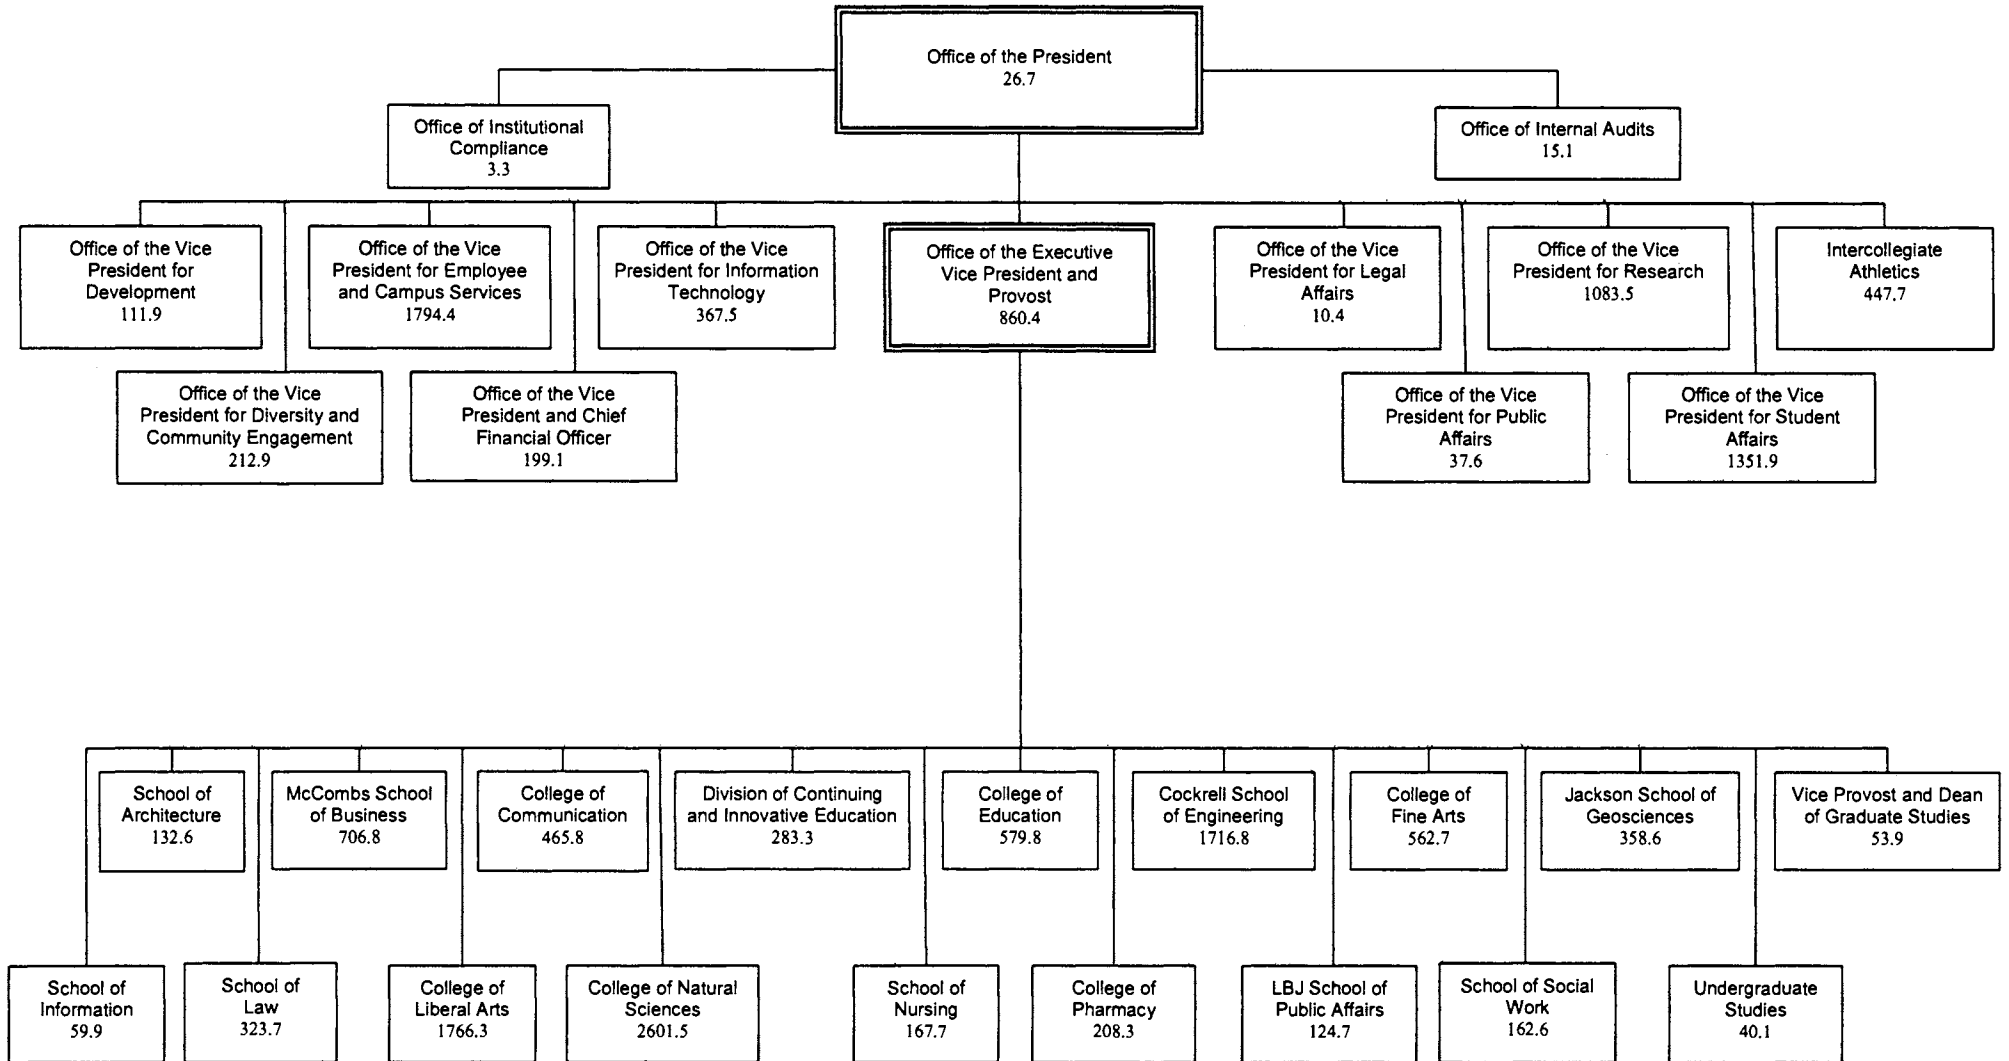 Office of the President
26.7
Office of Institutional
Compliance
3.3
Office of Internal Audits
15.1
Office of the Vice
President for
Development
111.9
Office of the Vice
President for Employee
and Campus Services
1794.4
Office of the Vice
President for Information
Technology
367.5
Office of the Executive
Vice President and
Provost
860.4
Office of the Vice
President for Legal
Affairs
10.4
Office of the Vice
President for Research
1083.5
Intercollegiate
Athletics
447.7
Office of the Vice
President for Diversity and
Community Engagement
212.9
Office of the Vice
President and Chief
Financial Officer
199.1
Office of the Vice
President for Public
Affairs
37.6
Office of the Vice
President for Student
Affairs
1351.9
School of
Architecture
132.6
McCombs School
of Business
706.8
College of
Communication
465.8
Division of Continuing
and Innovative Education
283.3
College of
Education
579.8
Cockrell School
of Engineering
1716.8
College of
Fine Arts
562.7
Jackson School of
Geosciences
358.6
Vice Provost and Dean
of Graduate Studies
53.9
School of
Information
59.9
School of
Law
323.7
College of
Liberal Arts
1766.3
College of Natural
Sciences
2601.5
School of
Nursing
167.7
College of
Pharmacy
208.3
LBJ School of
Public Affairs
124.7
School of Social
Work
162.6
Undergraduate
Studies
40.1